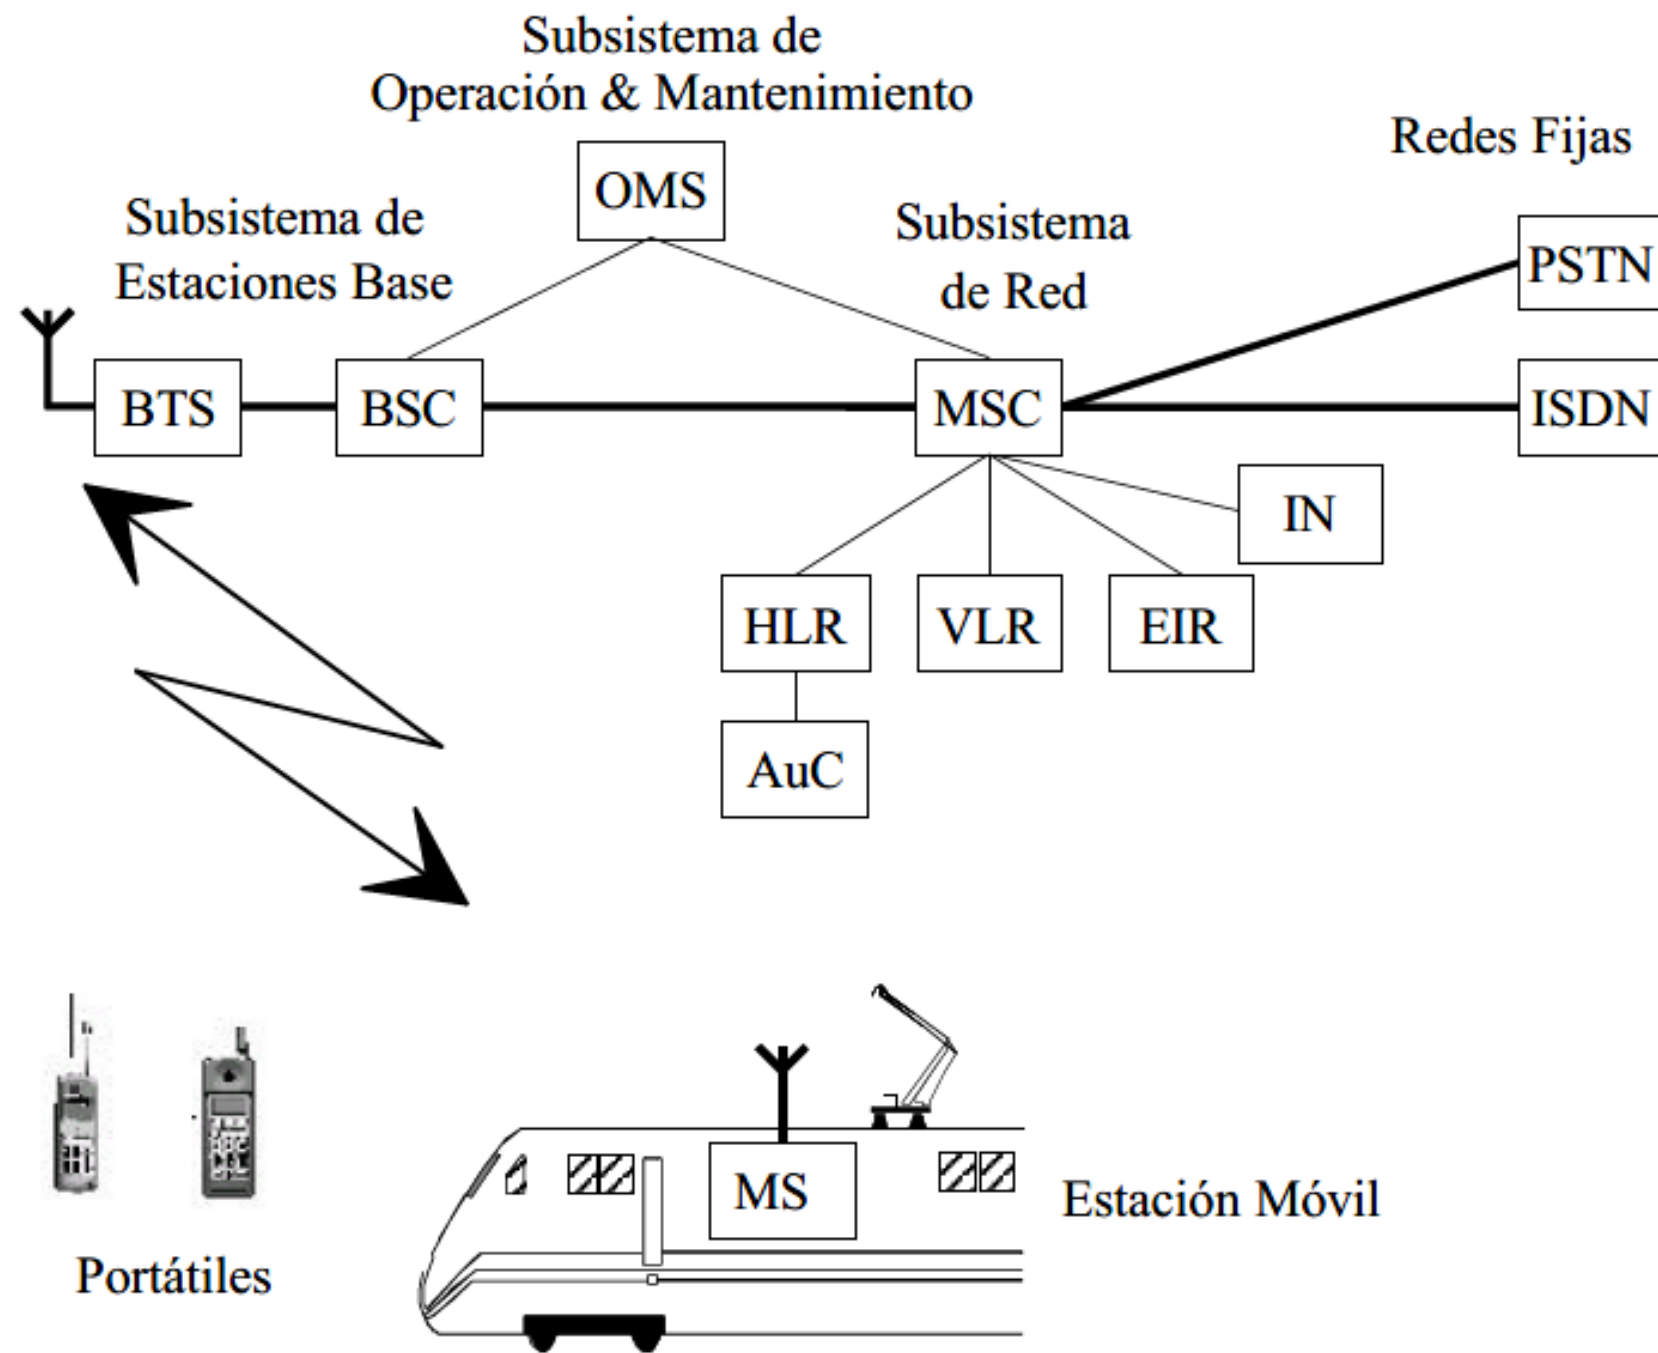 Subsistema de
Operación & Mantenimiento
OMS
Redes Fijas
Subsistema de
Estaciones Base
Subsistema
de Red
PSTN
BTS
BSC
MSC
ISDN
IN
HLR
VLR
EIR
AuC
MS
Estación Móvil
Portátiles